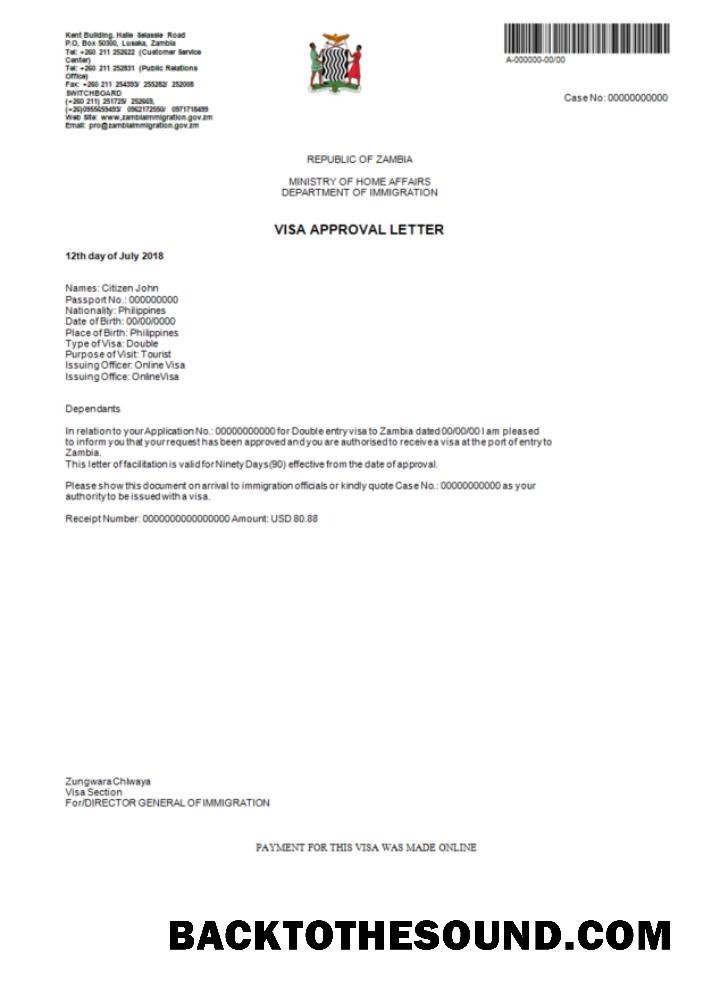 Kent Building, Haile Selassie Road
P.O, Box 50300, Lusaka, Zambia
Tel: +260 211 252622 (Customer Service
Center)
Tel: +260 211 252831 (Public Relations
Office)
Fax: +260 211 254393/ 255262/ 252008
SWITCHBOARD
(+260 211) 251725/ 252669,
(+26)0955659493/ 0962172550/ 0971718499
Web Site: www.zambiaimmigration.gov.zm
Email: pro@zambiaimmigration.gov.zm
A-000000-00/00
Case No: 00000000000
REPUBLIC OF ZAMBIA
MINISTRY OF HOME AFFAIRS
DEPARTMENT OF IMMIGRATION
VISA APPROVAL LETTER
12th day of July 2018
Names: Citizen John
Passport No.: 000000000
Nationality: Philippines
Date of Birth: 00/00/0000
Place of Birth: Philippines
Type of Visa: Double
Purpose of Visit: Tourist
Issuing Officer: Online Visa
Issuing Office: OnlineVisa
Dependants
In relation to your Application No.: 00000000000 for Double entry visa to Zambia dated 00/00/00 I am pleased
to inform you that your request has been approved and you are authorised to receive a visa at the port of entry to
Zambia.
This letter of facilitation is valid for Ninety Days(90) effective from the date of approval.
Please show this document on arrival to immigration officials or kindly quote Case No.: 00000000000 as your
authority to be issued with a visa.
Receipt Number: 0000000000000000 Amount: USD 80.88
Zungwara Chiwaya
Visa Section
For/DIRECTOR GENERAL OF IMMIGRATION
PAYMENT FOR THIS VISA WAS MADE ONLINE
BACKTOTHESOUND.COM